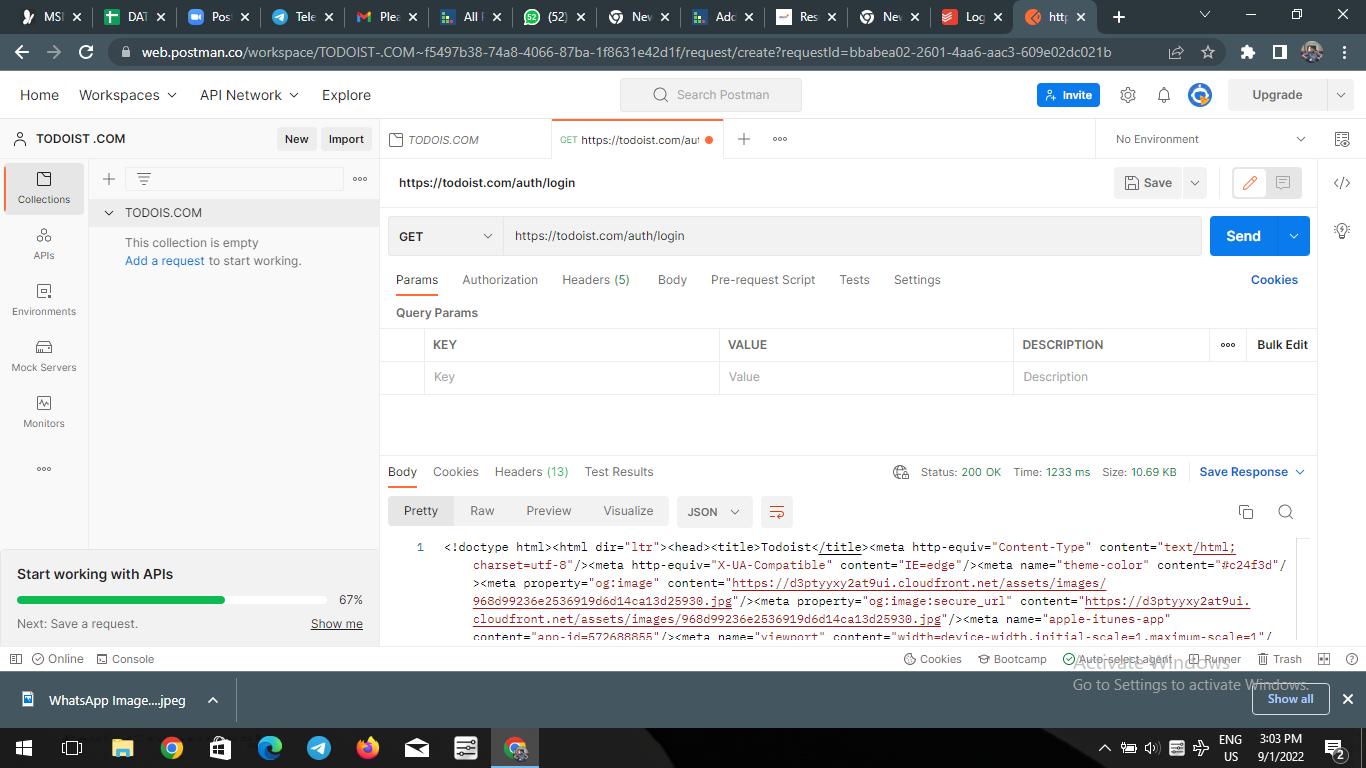 MSI
DAT
Post
Tele
Plea
All F
(52)
New
Add
Res
New
Log
http
web.postman.co/workspace/TODOIST-.COM~f5497b38-74a8-4066-87ba-1f8631e42d1f/request/create?requestId=bbabea02-2601-4aa6-aac3-609e02dc021b
Home
Workspaces
API Network
Explore
Search Postman
Invite
Upgrade
TODOIST .COM
New
Import
TODOIS.COM
GET https://todoist.com/aut
No Environment
Collections
APIs
Environments
Mock Servers
Monitors
TODOIS.COM
This collection is empty
Add a request to start working.
https://todoist.com/auth/login
Save
GET
https://todoist.com/auth/login
Send
Params
Authorization
Headers (5)
Body
Pre-request Script
Tests
Settings
Cookies
Query Params
KEY
VALUE
DESCRIPTION
Bulk Edit
Key
Value
Description
Body
Cookies
Headers (13)
Test Results
Status: 200 OK
Time: 1233 ms
Size: 10.69 KB
Save Response
Pretty
Raw
Preview
Visualize
JSON
1
<!doctype html><html dir="ltr"><head><title>Todoist</title><meta http-equiv="Content-Type" content="text/html;
charset=utf-8"/><meta http-equiv="X-UA-Compatible" content="IE=edge"/><meta name="theme-color" content="#c24f3d"/
><meta property="og:image" content="https://d3ptyyxy2at9ui.cloudfront.net/assets/images/
968d99236e2536919d6d14ca13d25930.jpg"/><meta property="og:image:secure_url" content="https://d3ptyyxy2at9ui.
cloudfront.net/assets/images/968d99236e2536919d6d14ca13d25930.jpg"/><meta name="apple-itunes-app"
content="app-id=572688855"/><meta name="viewport" content="width=device-width,initial-scale=1,maximum-scale=1"/
Start working with APIs
67%
Next: Save a request.
Show me
Online
Console
Cookies
Bootcamp
Auto-select agent
Runner
Trash
Activate Windows
Go to Settings to activate Windows.
WhatsApp Image....jpeg
Show all
ENG
US
3:03 PM
9/1/2022
2